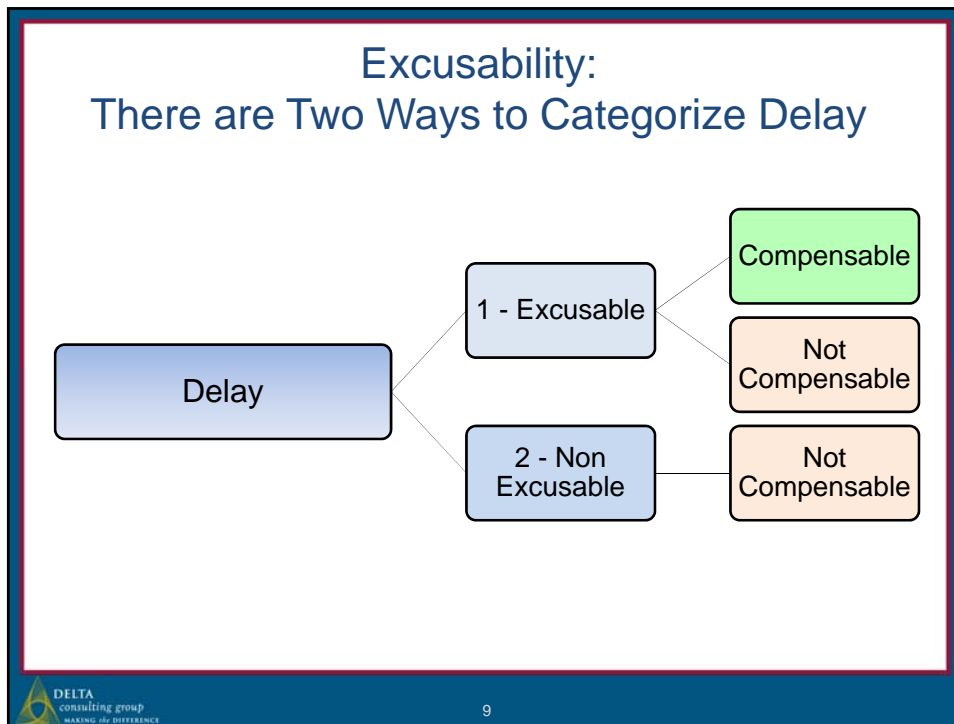 Excusability:
There are Two Ways to Categorize Delay
Delay
1 - Excusable
2 - Non
Excusable
Compensable
Not
Compensable
Not
Compensable
DELTA
consulting group
MAKING the DIFFERENCE
9